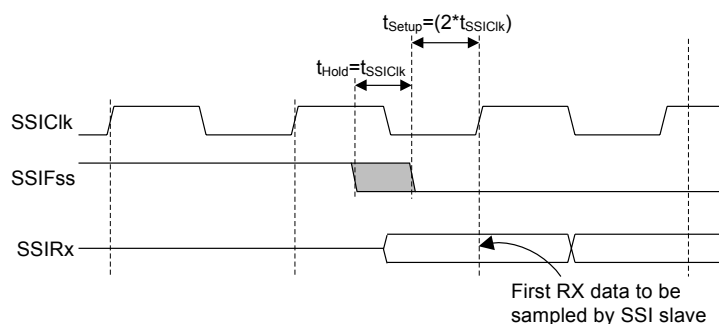 tSetup=(2*tSSIClk)
tHold=tSSIClk
SSIClk
SSIFss
SSIRx
First RX data to be
sampled by SSI slave